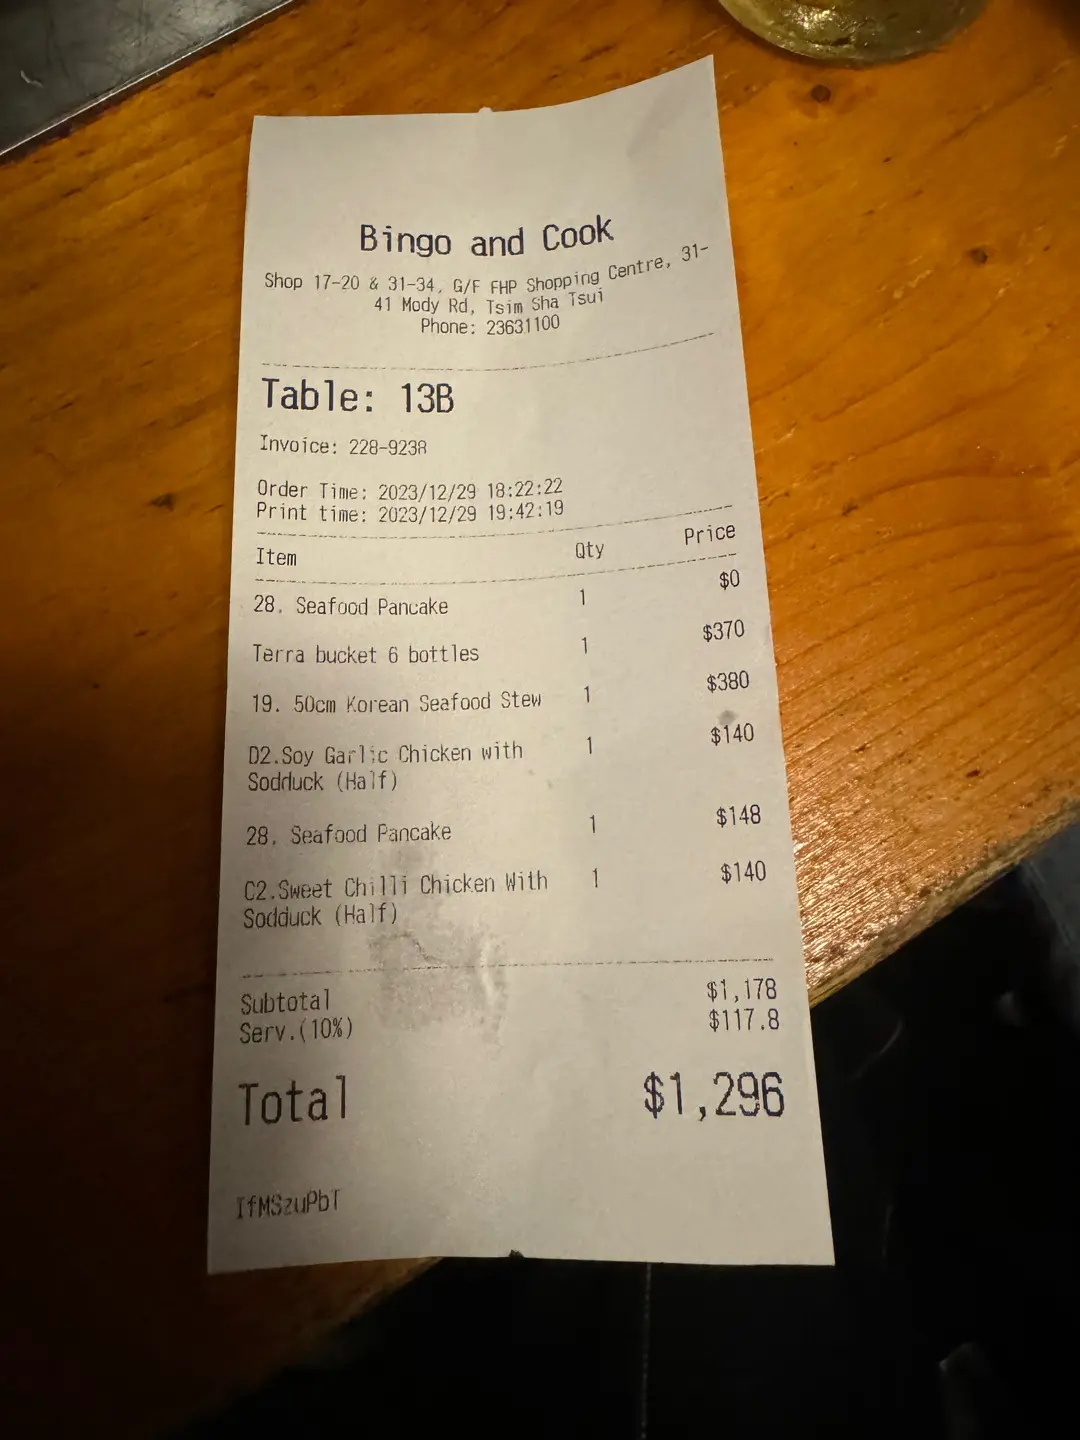 Bingo and Cook
Shop 17-20 & 31-34, G/F FHP Shopping Centre, 31-
41 Mody Rd, Tsim Sha Tsui
Phone: 23631100
Table: 13B
Invoice: 228-9238
Order Time: 2023/12/29 18:22:22
Print time: 2023/12/29 19:42:19
Item Qty Price
28. Seafood Pancake 1 $0
Terra bucket 6 bottles 1 $370
19. 50cm Korean Seafood Stew 1 $380
D2.Soy Garlic Chicken with 1 $140
Sodduck (Half)
28. Seafood Pancake 1 $148
C2.Sweet Chilli Chicken With 1 $140
Sodduck (Half)
Subtotal $1,178
Serv.(10%) $117.8
Total $1,296
IfMSzuPbT